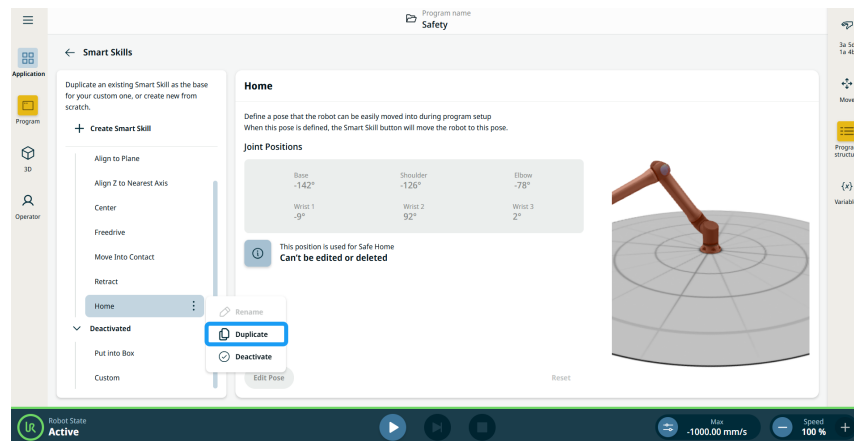 Program name
Safety
Application
Program
3D
Operator
Smart Skills
Duplicate an existing Smart Skill as the base
for your custom one, or create new from
scratch.
Create Smart Skill
Align to Plane
Align Z to Nearest Axis
Center
Freedrive
Move Into Contact
Retract
Home
Deactivated
Put into Box
Custom
Rename
Duplicate
Deactivate
Home
Define a pose that the robot can be easily moved into during program setup
When this pose is defined, the Smart Skill button will move the robot to this pose.
Joint Positions
Base Shoulder Elbow
-142° -126° -78°
Wrist 1 Wrist 2 Wrist 3
-9° 92° 2°
This position is used for Safe Home
Can't be edited or deleted
Edit Pose Reset
3a 5
1a 4
Move
Progra
structu
{x}
Variabl
Robot State
Active
Max
-1000.00 mm/s
Speed
100 %